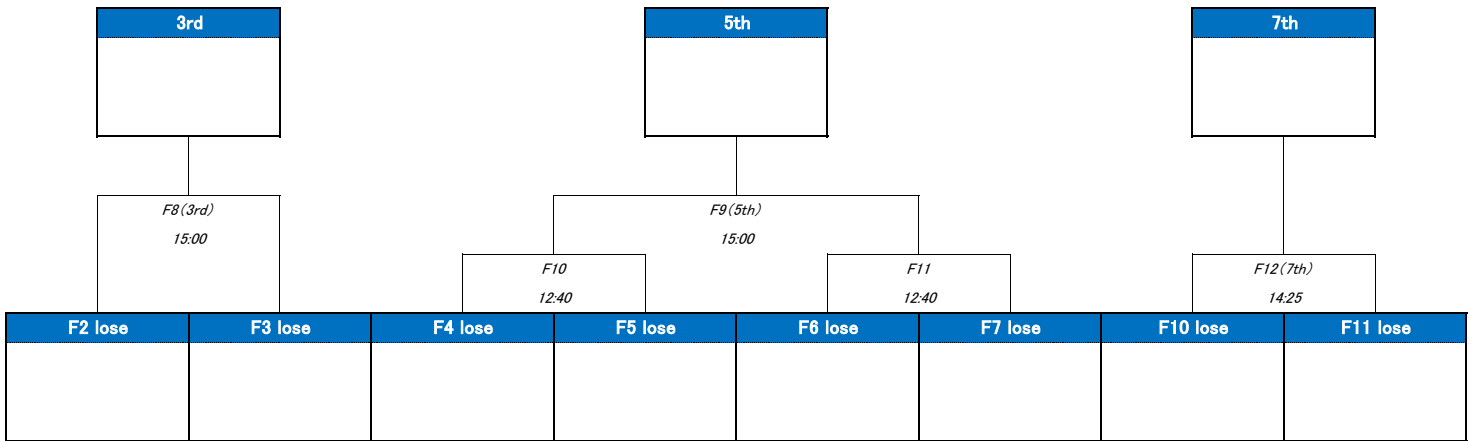 3rd
5th
7th
F8(3rd)
15:00
F9(5th)
15:00
F10
12:40
F11
12:40
F12(7th)
14:25
F2 lose
F3 lose
F4 lose
F5 lose
F6 lose
F7 lose
F10 lose
F11 lose